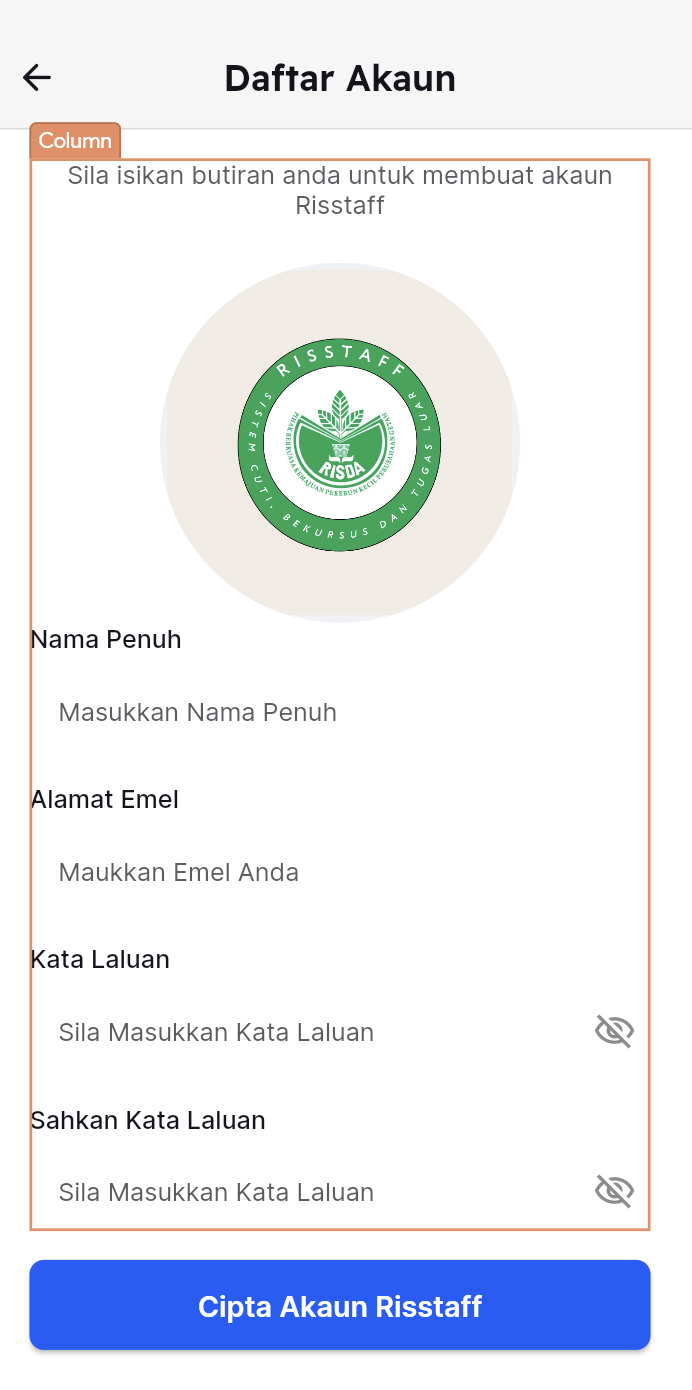 Daftar Akaun
Column
Sila isikan butiran anda untuk membuat akaun
Risstaff
RISSTAFF
SISTEM CUTI, BEKURSUS DAN TUGAS LUAR
PIHAK BERKUASA KEMAJUAN PEKEBUN KECIL PERUSAHAAN GETAH
RISDA
Nama Penuh
Masukkan Nama Penuh
Alamat Emel
Maukkan Emel Anda
Kata Laluan
Sila Masukkan Kata Laluan
Sahkan Kata Laluan
Sila Masukkan Kata Laluan
Cipta Akaun Risstaff